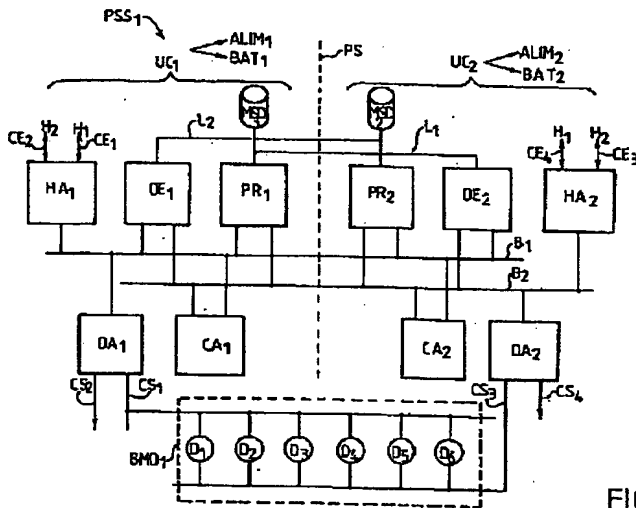 PSS1
ALIM1
BAT1
UC1
PS
ALIM2
BAT2
UC2
MSD
MSD
L2
L1
H2
H1
CE2
CE1
H1
H2
CE4
CE3
HA1
DE1
PR1
PR2
DE2
HA2
B1
B2
DA1
CA1
CA2
DA2
CS2
CS1
CS3
CS4
BMD1
D1
D2
D3
D4
D5
D6
FI